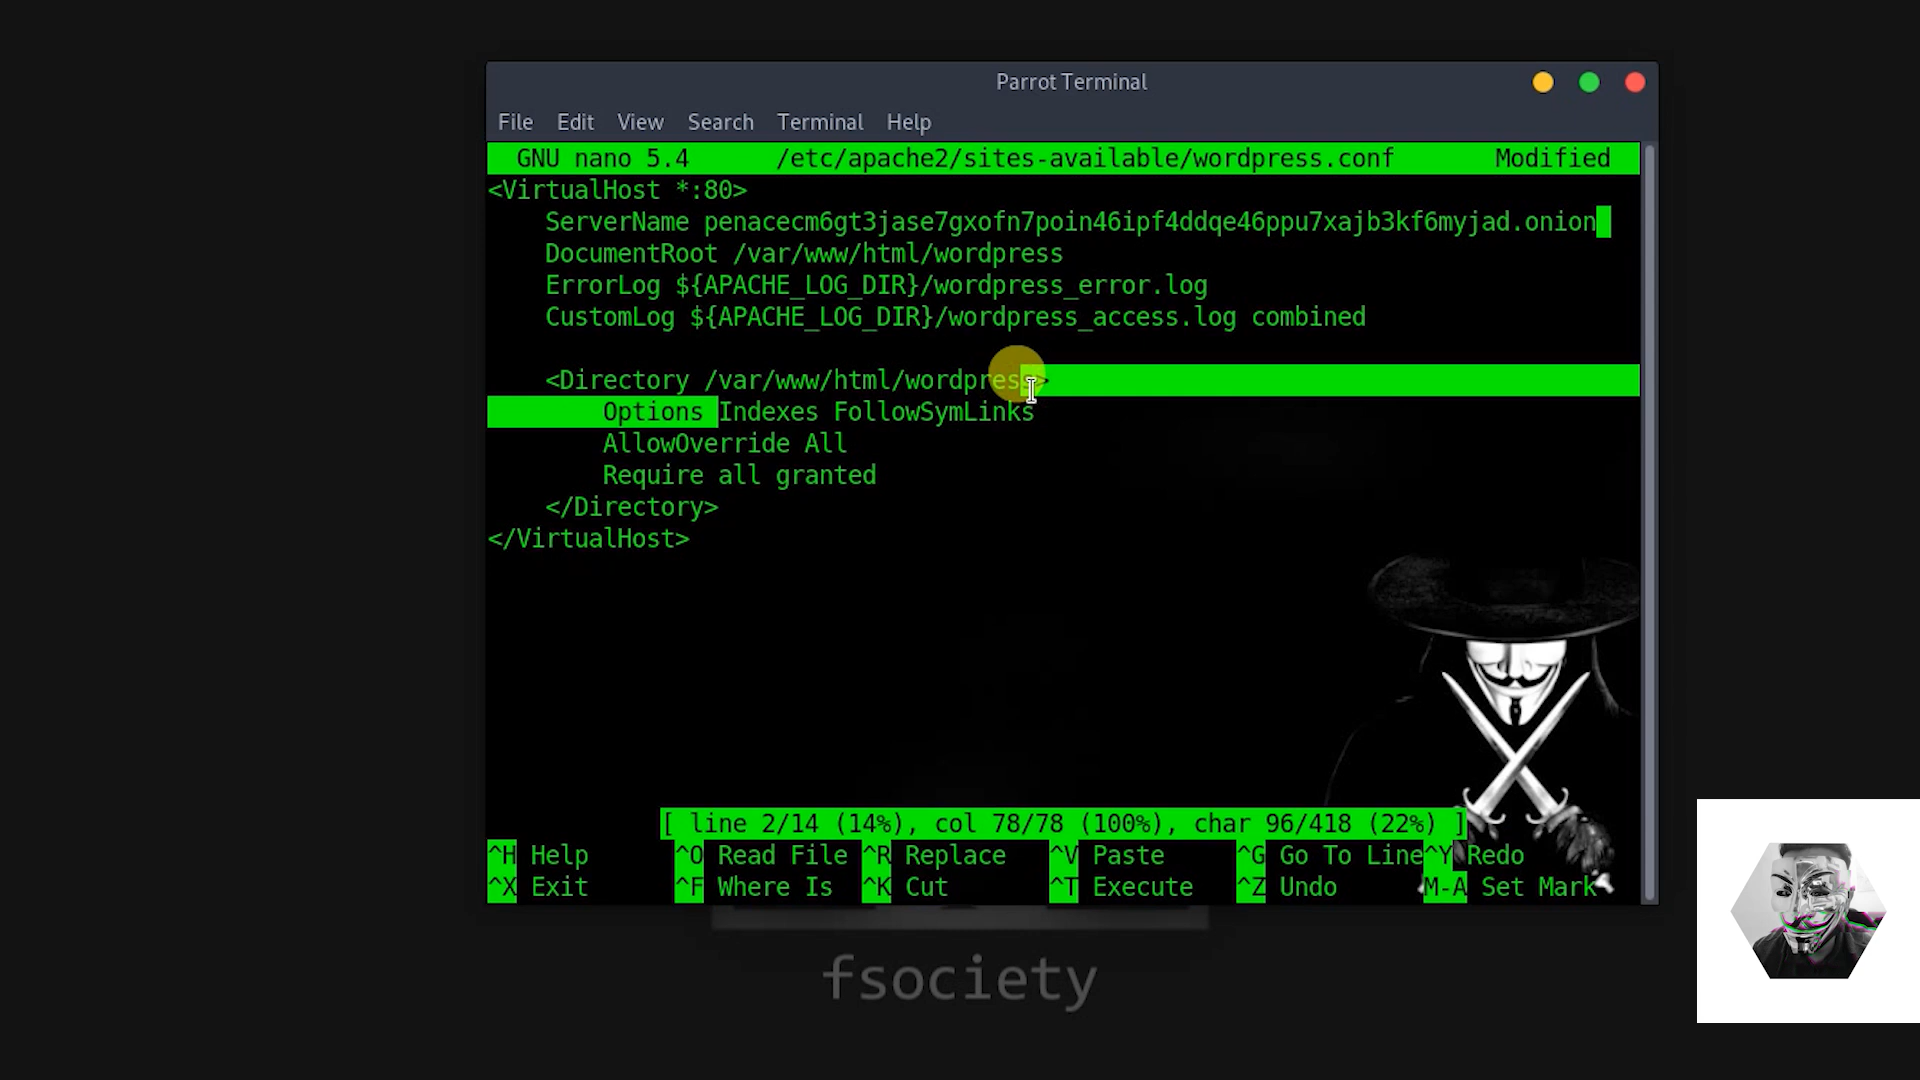 Parrot Terminal
File Edit View Search Terminal Help
GNU nano 5.4 /etc/apache2/sites-available/wordpress.conf Modified
<VirtualHost *:80>
ServerName penacecm6gt3jase7gxofn7poin46ipf4ddqe46ppu7xajb3kf6myjad.onion
DocumentRoot /var/www/html/wordpress
ErrorLog ${APACHE_LOG_DIR}/wordpress_error.log
CustomLog ${APACHE_LOG_DIR}/wordpress_access.log combined
<Directory /var/www/html/wordpress>
Options Indexes FollowSymLinks
AllowOverride All
Require all granted
</Directory>
</VirtualHost>
[ line 2/14 (14%), col 78/78 (100%), char 96/418 (22%) ]
^H Help ^O Read File ^R Replace ^V Paste ^G Go To Line ^Y Redo
^X Exit ^F Where Is ^K Cut ^T Execute ^Z Undo M-A Set Mark
fsociety